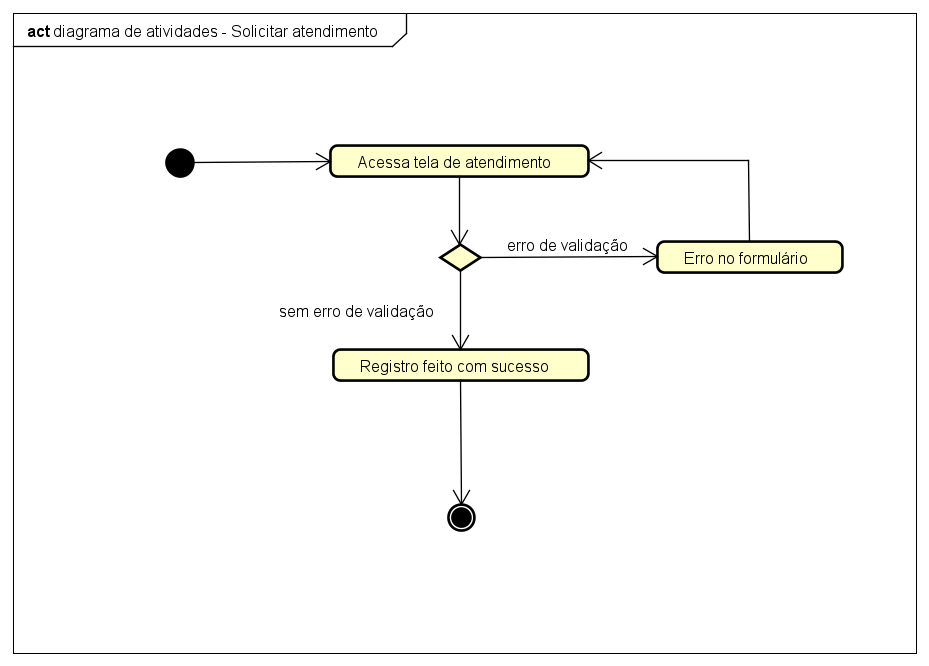 act diagrama de atividades - Solicitar atendimento
Acessa tela de atendimento
erro de validação
Erro no formulário
sem erro de validação
Registro feito com sucesso